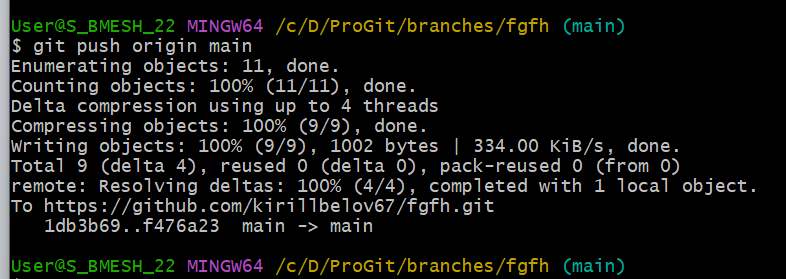 User@S_BMESH_22 MINGW64 /c/D/ProGit/branches/fgfh (main)
$ git push origin main
Enumerating objects: 11, done.
Counting objects: 100% (11/11), done.
Delta compression using up to 4 threads
Compressing objects: 100% (9/9), done.
Writing objects: 100% (9/9), 1002 bytes | 334.00 KiB/s, done.
Total 9 (delta 4), reused 0 (delta 0), pack-reused 0 (from 0)
remote: Resolving deltas: 100% (4/4), completed with 1 local object.
To https://github.com/kirillbelov67/fgfh.git
   1db3b69..f476a23  main -> main

User@S_BMESH_22 MINGW64 /c/D/ProGit/branches/fgfh (main)